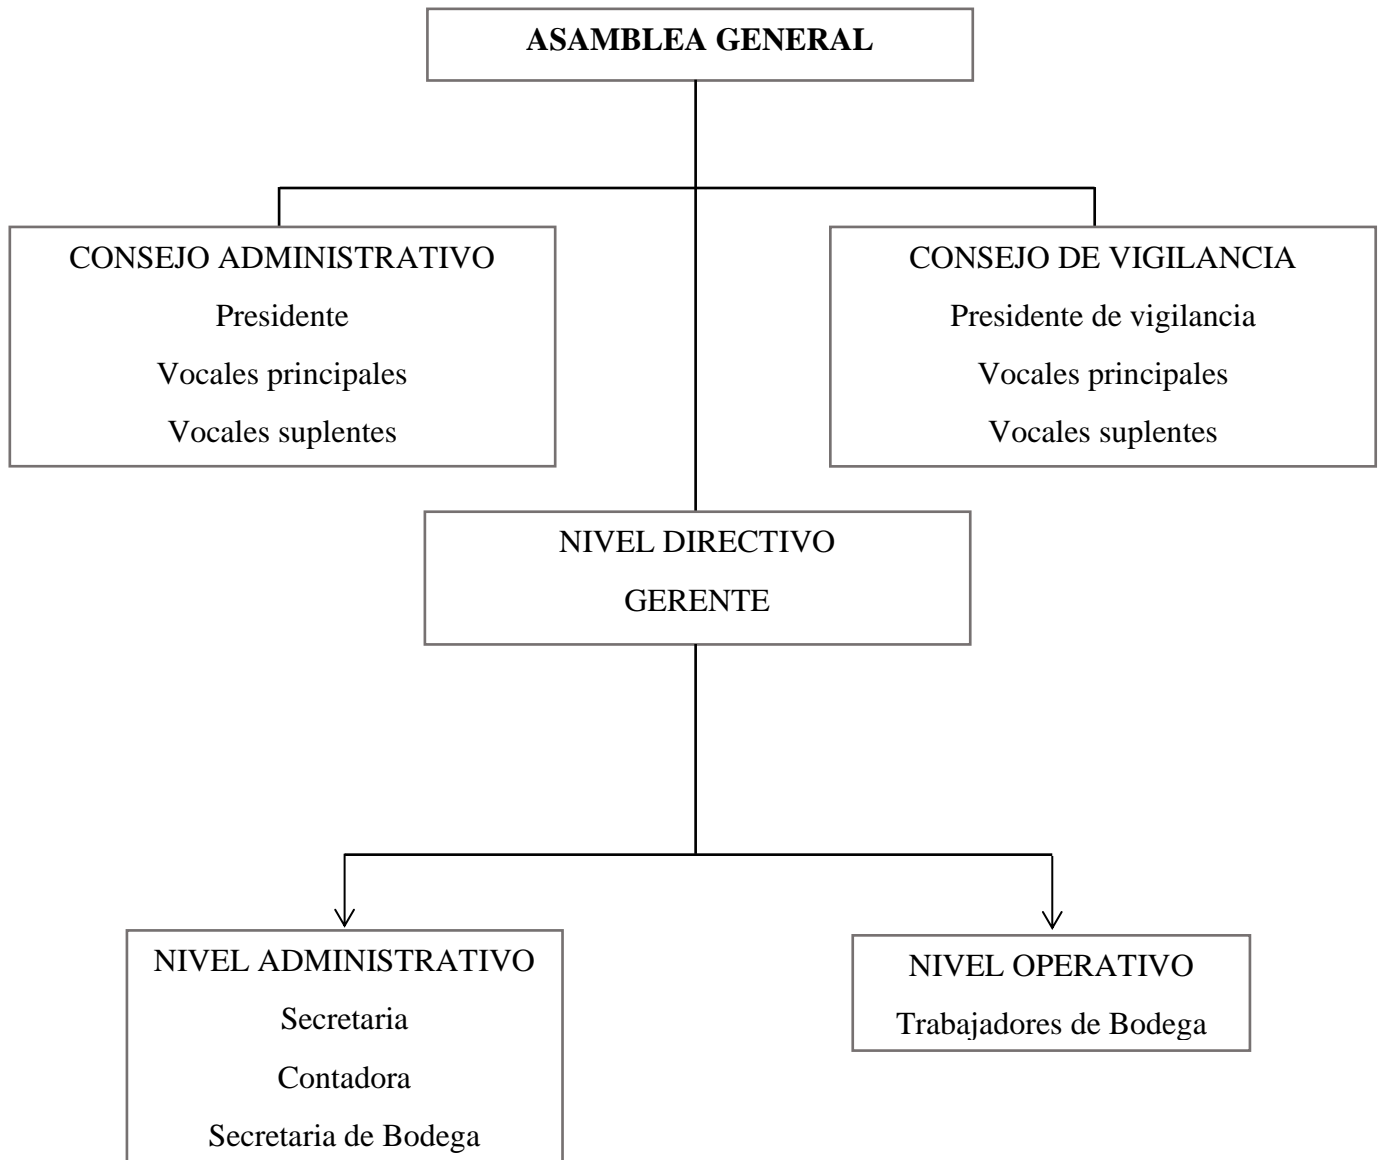 ASAMBLEA GENERAL
CONSEJO ADMINISTRATIVO
Presidente
Vocales principales
Vocales suplentes
CONSEJO DE VIGILANCIA
Presidente de vigilancia
Vocales principales
Vocales suplentes
NIVEL DIRECTIVO
GERENTE
NIVEL ADMINISTRATIVO
Secretaria
Contadora
Secretaria de Bodega
NIVEL OPERATIVO
Trabajadores de Bodega